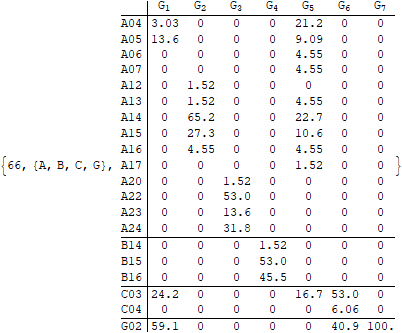 G₁ G₂ G₃ G₄ G₅ G₆ G₇
A04 3.03 0 0 0 21.2 0 0
A05 13.6 0 0 0 9.09 0 0
A06 0 0 0 0 4.55 0 0
A07 0 0 0 0 4.55 0 0
A12 0 1.52 0 0 0 0 0
A13 0 1.52 0 0 4.55 0 0
A14 0 65.2 0 0 22.7 0 0
A15 0 27.3 0 0 10.6 0 0
A16 0 4.55 0 0 4.55 0 0
{66, {A, B, C, G}, A17 0 0 0 0 1.52 0 0 }
A20 0 0 1.52 0 0 0 0
A22 0 0 53.0 0 0 0 0
A23 0 0 13.6 0 0 0 0
A24 0 0 31.8 0 0 0 0
B14 0 0 0 1.52 0 0 0
B15 0 0 0 53.0 0 0 0
B16 0 0 0 45.5 0 0 0
C03 24.2 0 0 0 16.7 53.0 0
C04 0 0 0 0 0 6.06 0
G02 59.1 0 0 0 0 40.9 100.